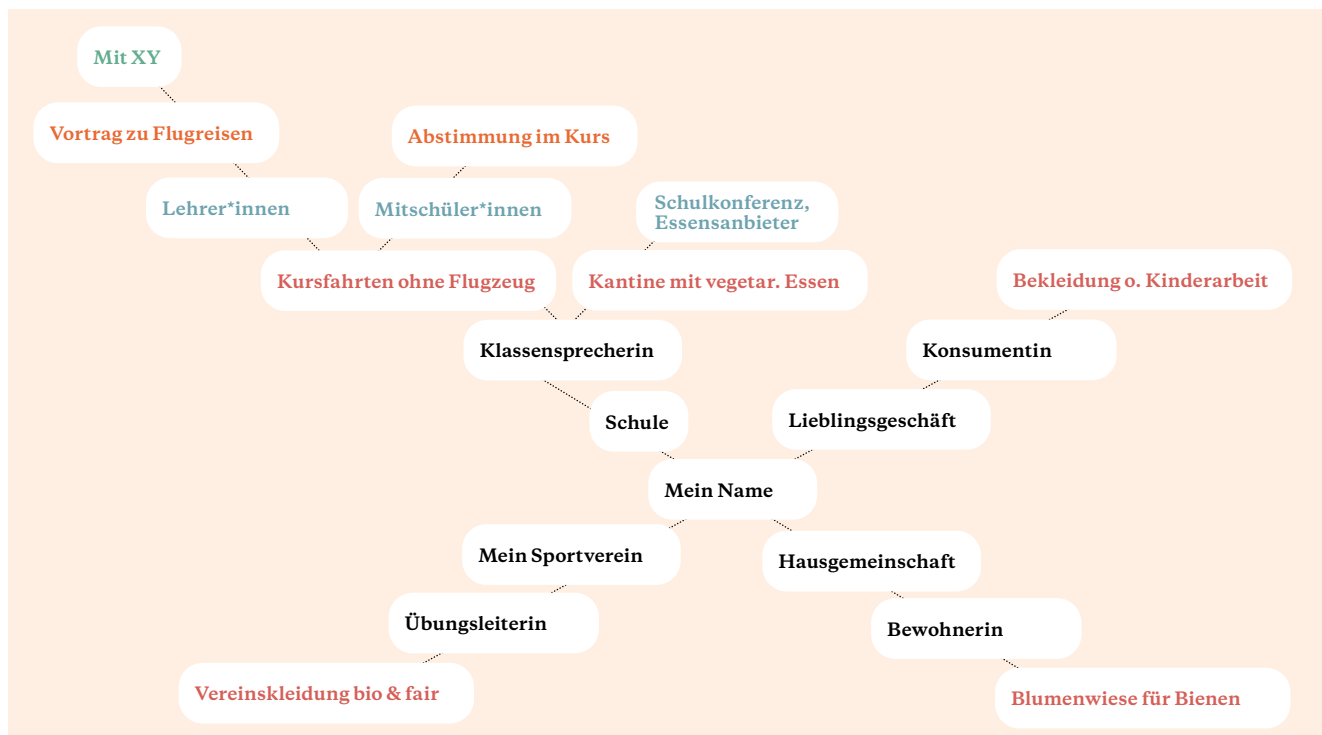 Mit XY
Vortrag zu Flugreisen
Abstimmung im Kurs
Lehrer*innen
Mitschüler*innen
Schulkonferenz,
Essensanbieter
Kursfahrten ohne Flugzeug
Kantine mit vegetar. Essen
Bekleidung o. Kinderarbeit
Klassensprecherin
Konsumentin
Schule
Lieblingsgeschäft
Mein Name
Mein Sportverein
Hausgemeinschaft
Übungsleiterin
Bewohnerin
Vereinskleidung bio & fair
Blumenwiese für Bienen